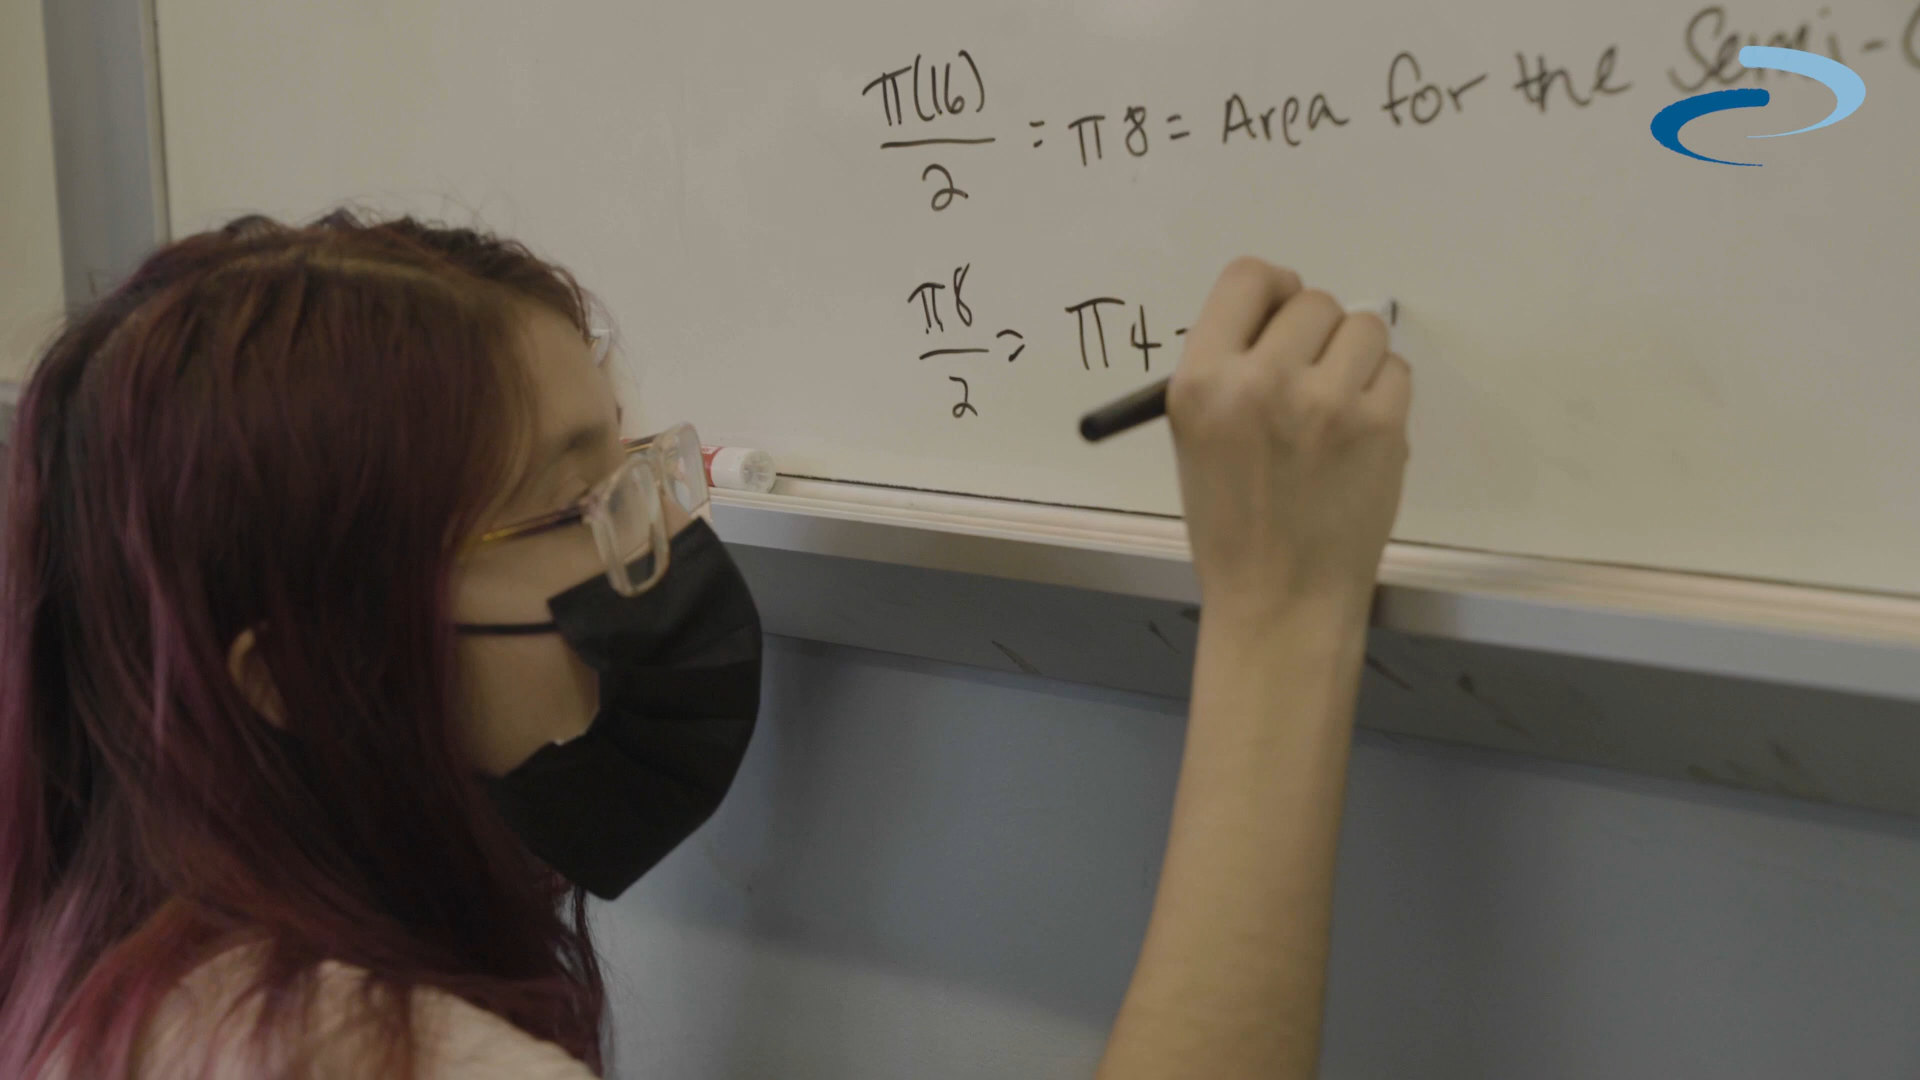 π(16)/2 = π8 = Area for the Semi-
π8/2 = π4